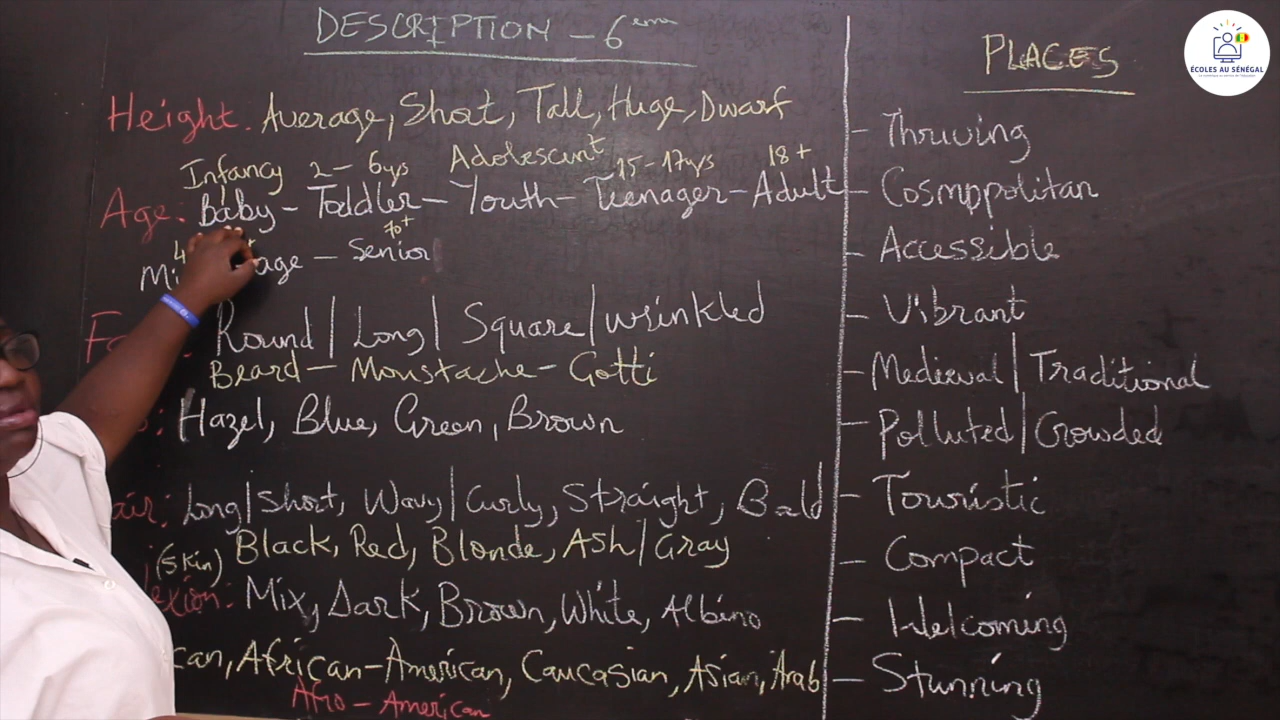 DESCRIPTION - 6ème
Height. Average, Short, Tall, Huge, Dwarf
Infancy 2 - 6yrs Adolescent 15-17yrs 18+
Age: Baby - Toddler - Youth - Teenager - Adult
70+
age - Senior
Round / Long / Square / wrinkled
Beard - Moustache - Gotti
Hazel, Blue, Green, Brown
air: Long / Short, Wavy / Curly, Straight, Bald
Black, Red, Blonde, Ash / Gray
(Skin)
exion: Mix, Dark, Brown, White, Albino
can, African-American, Caucasian, Asian, Arab
Afro - American
PLACES
- Thriving
- Cosmopolitan
- Accessible
- Vibrant
- Medieval / Traditional
- Polluted / Crowded
- Touristic
- Compact
- Welcoming
- Stunning
ÉCOLES AU SÉNÉGAL